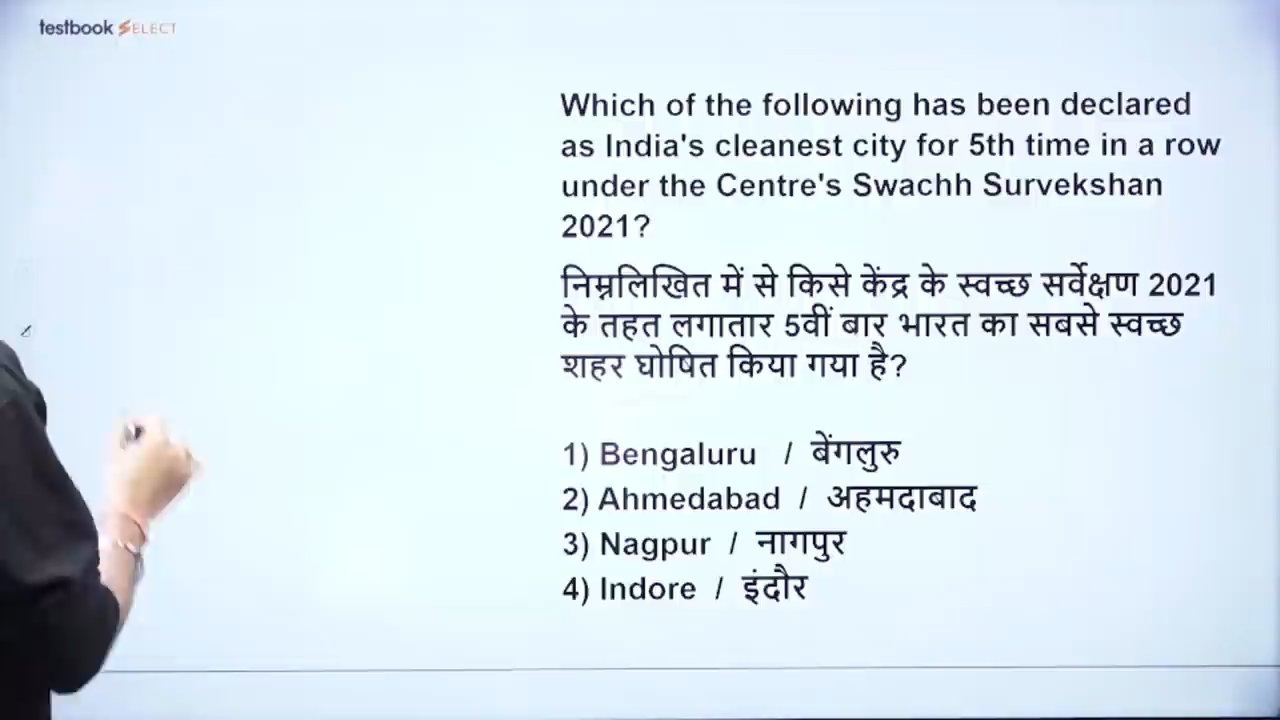 testbook SELECT
Which of the following has been declared
as India's cleanest city for 5th time in a row
under the Centre's Swachh Survekshan
2021?
निम्नलिखित में से किसे केंद्र के स्वच्छ सर्वेक्षण 2021
के तहत लगातार 5वीं बार भारत का सबसे स्वच्छ
शहर घोषित किया गया है?
1) Bengaluru / बेंगलुरु
2) Ahmedabad / अहमदाबाद
3) Nagpur / नागपुर
4) Indore / इंदौर